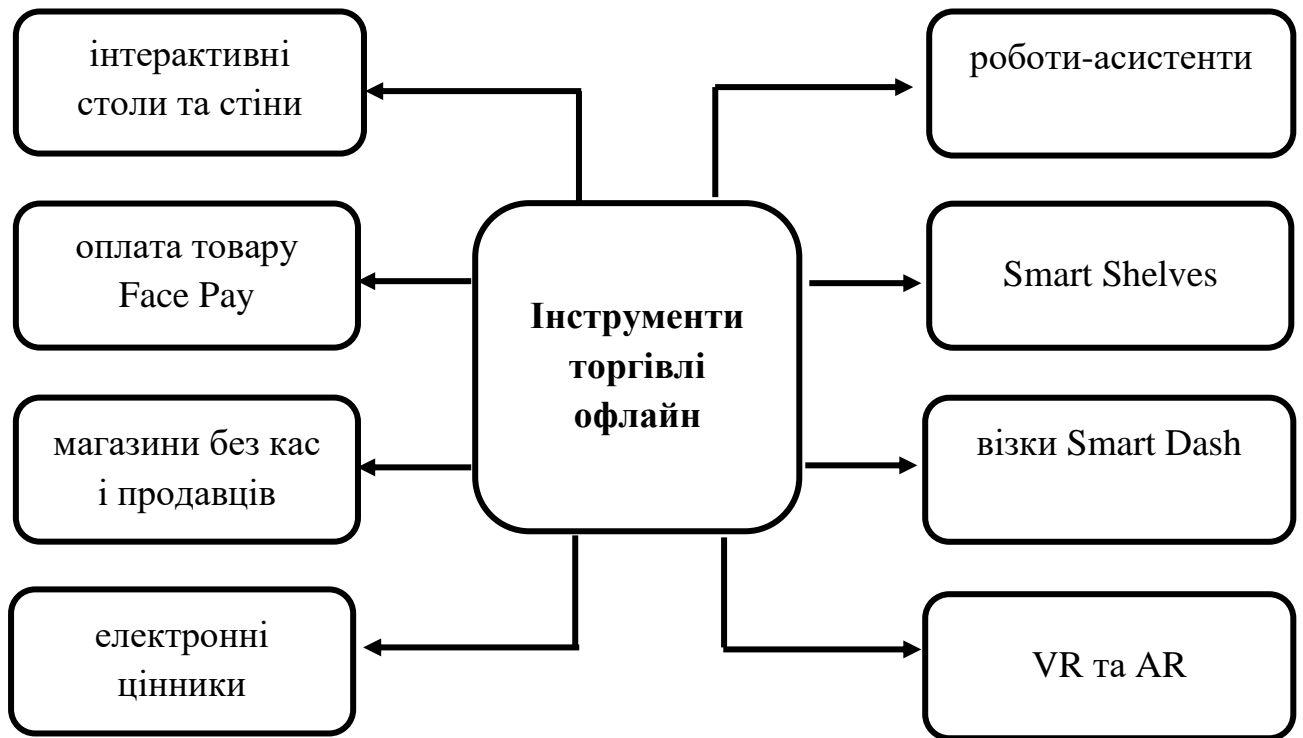 інтерактивні
столи та стіни
роботи-асистенти
оплата товару
Face Pay
Smart Shelves
Інструменти
торгівлі
офлайн
магазини без кас
і продавців
візки Smart Dash
електронні
цінники
VR та AR